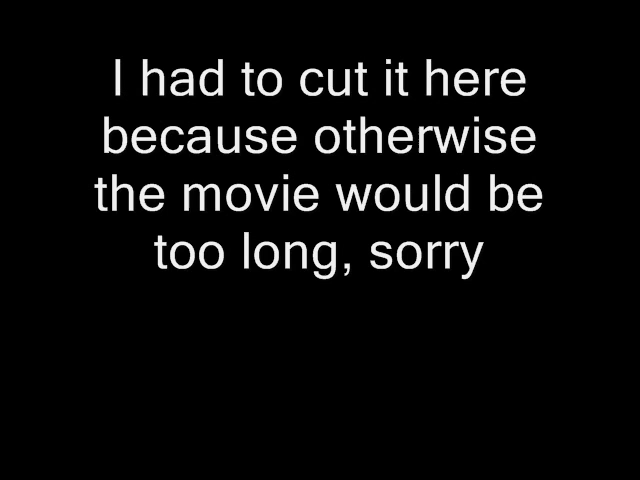 I had to cut it here
because otherwise
the movie would be
too long, sorry